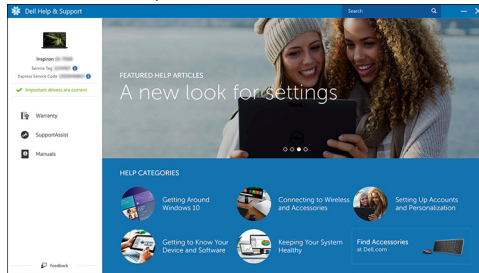 Dell Help & Support
Search
Inspiron
Service Tag
Express Service Code
Important drivers are current
Warranty
SupportAssist
Manuals
Feedback
FEATURED HELP ARTICLES
A new look for settings
DELL
HELP CATEGORIES
Getting Around
Windows 10
Connecting to Wireless
and Accessories
Setting Up Accounts
and Personalization
Getting to Know Your
Device and Software
Keeping Your System
Healthy
Find Accessories
at Dell.com